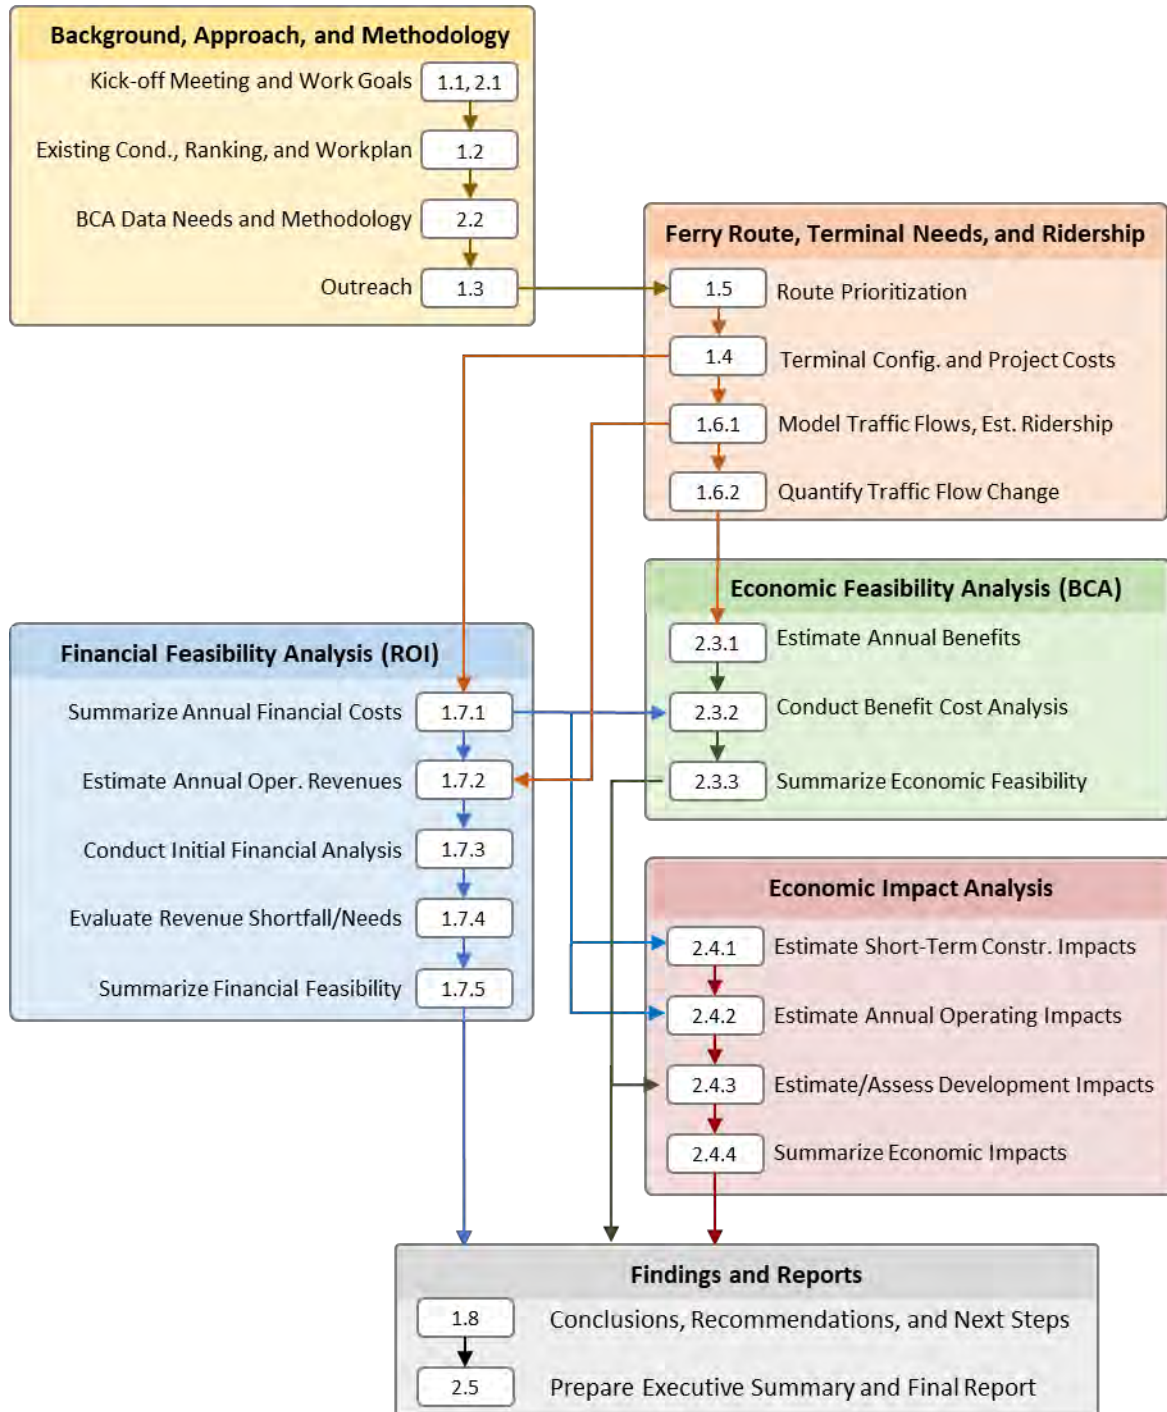 Background, Approach, and Methodology
Kick-off Meeting and Work Goals 1.1, 2.1
Existing Cond., Ranking, and Workplan 1.2
BCA Data Needs and Methodology 2.2
Outreach 1.3
Ferry Route, Terminal Needs, and Ridership
1.5 Route Prioritization
1.4 Terminal Config. and Project Costs
1.6.1 Model Traffic Flows, Est. Ridership
1.6.2 Quantify Traffic Flow Change
Economic Feasibility Analysis (BCA)
2.3.1 Estimate Annual Benefits
2.3.2 Conduct Benefit Cost Analysis
2.3.3 Summarize Economic Feasibility
Financial Feasibility Analysis (ROI)
Summarize Annual Financial Costs 1.7.1
Estimate Annual Oper. Revenues 1.7.2
Conduct Initial Financial Analysis 1.7.3
Evaluate Revenue Shortfall/Needs 1.7.4
Summarize Financial Feasibility 1.7.5
Economic Impact Analysis
2.4.1 Estimate Short-Term Constr. Impacts
2.4.2 Estimate Annual Operating Impacts
2.4.3 Estimate/Assess Development Impacts
2.4.4 Summarize Economic Impacts
Findings and Reports
1.8 Conclusions, Recommendations, and Next Steps
2.5 Prepare Executive Summary and Final Report